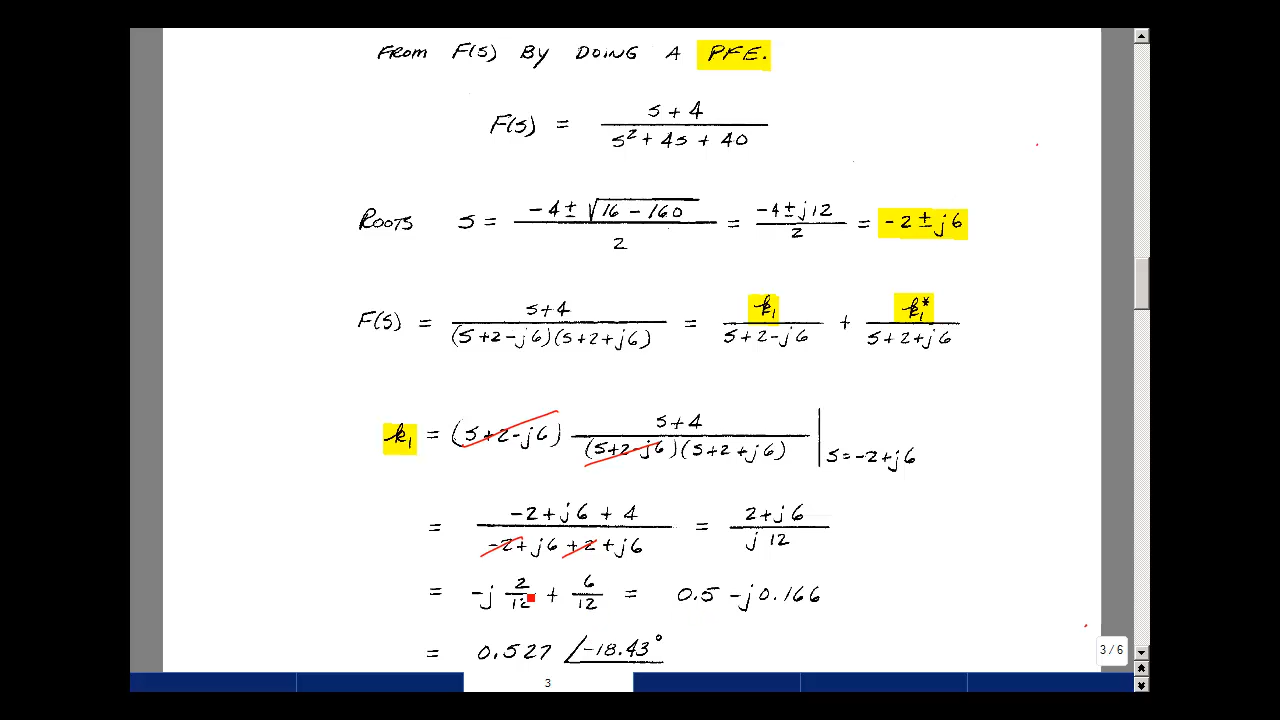 FROM F(S) BY DOING A PFE.
F(S) = (s + 4) / (s² + 4s + 40)
ROOTS S = (-4 ± √(16 - 160)) / 2 = (-4 ± j12) / 2 = -2 ± j6
F(S) = (s+4) / ((s+2-j6)(s+2+j6)) = k₁ / (s+2-j6) + k₁* / (s+2+j6)
k₁ = (s+2-j6) (s+4) / ((s+2-j6)(s+2+j6)) | s=-2+j6
= (-2+j6+4) / (-2+j6+2+j6) = (2+j6) / (j12)
= -j 2/12 + 6/12 = 0.5 - j0.166
= 0.527 ∠-18.43°
3/6
3